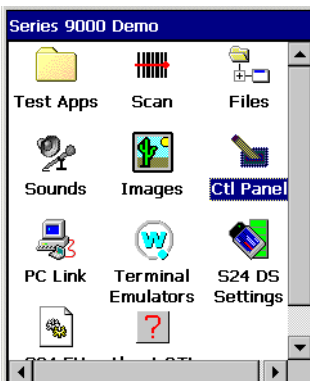 Series 9000 Demo
Test Apps Scan Files
Sounds Images Ctl Panel
PC Link Terminal Emulators S24 DS Settings